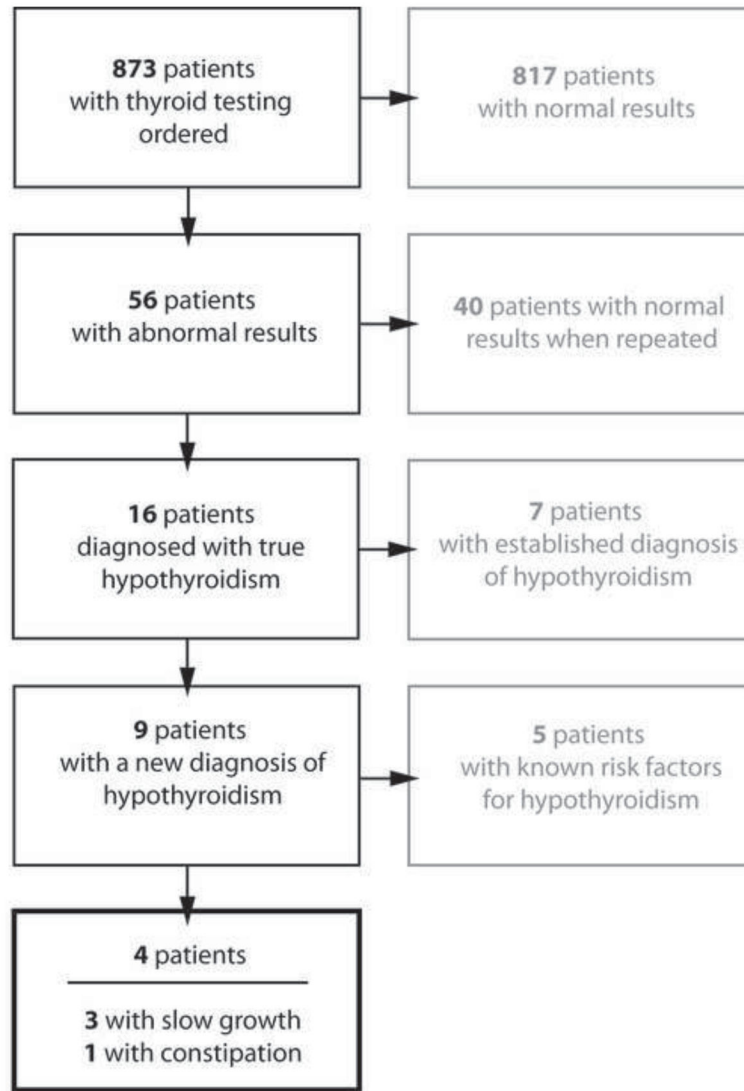 873 patients
with thyroid testing
ordered
817 patients
with normal results
56 patients
with abnormal results
40 patients with normal
results when repeated
16 patients
diagnosed with true
hypothyroidism
7 patients
with established diagnosis
of hypothyroidism
9 patients
with a new diagnosis of
hypothyroidism
5 patients
with known risk factors
for hypothyroidism
4 patients
3 with slow growth
1 with constipation